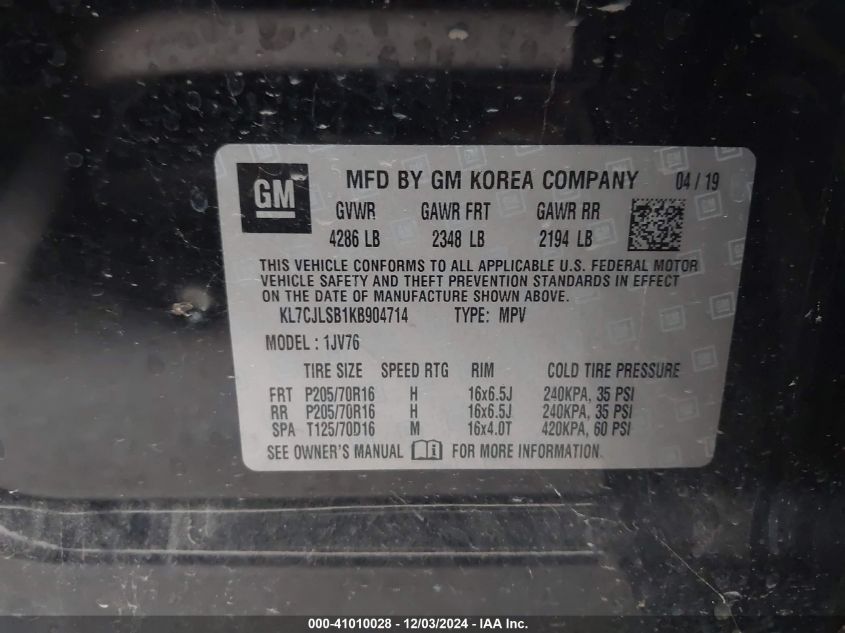 GM MFD BY GM KOREA COMPANY 04 / 19
GVWR GAWR FRT GAWR RR
4286 LB 2348 LB 2194 LB
THIS VEHICLE CONFORMS TO ALL APPLICABLE U.S. FEDERAL MOTOR
VEHICLE SAFETY AND THEFT PREVENTION STANDARDS IN EFFECT
ON THE DATE OF MANUFACTURE SHOWN ABOVE.
KL7CJLSB1KB904714 TYPE: MPV
MODEL : 1JV76
TIRE SIZE SPEED RTG RIM COLD TIRE PRESSURE
FRT P205/70R16 H 16x6.5J 240KPA, 35 PSI
RR P205/70R16 H 16x6.5J 240KPA, 35 PSI
SPA T125/70D16 M 16x4.0T 420KPA, 60 PSI
SEE OWNER'S MANUAL FOR MORE INFORMATION.
000-41010028 - 12/03/2024 - IAA Inc.